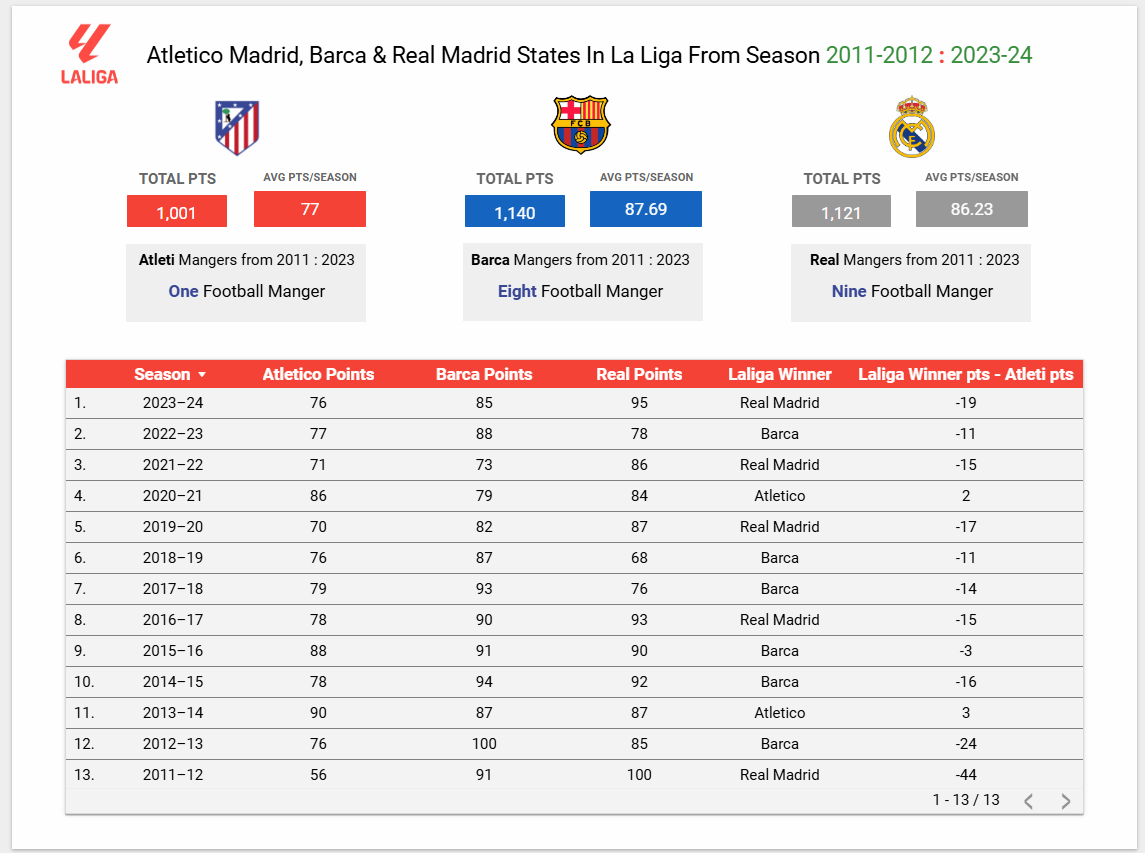 LALIGA
Atletico Madrid, Barca & Real Madrid States In La Liga From Season 2011-2012 : 2023-24
FCB
TOTAL PTS AVG PTS/SEASON TOTAL PTS AVG PTS/SEASON TOTAL PTS AVG PTS/SEASON
1,001 77 1,140 87.69 1,121 86.23
Atleti Mangers from 2011 : 2023 Barca Mangers from 2011 : 2023 Real Mangers from 2011 : 2023
One Football Manger Eight Football Manger Nine Football Manger
Season Atletico Points Barca Points Real Points Laliga Winner Laliga Winner pts - Atleti pts
1. 2023–24 76 85 95 Real Madrid -19
2. 2022–23 77 88 78 Barca -11
3. 2021–22 71 73 86 Real Madrid -15
4. 2020–21 86 79 84 Atletico 2
5. 2019–20 70 82 87 Real Madrid -17
6. 2018–19 76 87 68 Barca -11
7. 2017–18 79 93 76 Barca -14
8. 2016–17 78 90 93 Real Madrid -15
9. 2015–16 88 91 90 Barca -3
10. 2014–15 78 94 92 Barca -16
11. 2013–14 90 87 87 Atletico 3
12. 2012–13 76 100 85 Barca -24
13. 2011–12 56 91 100 Real Madrid -44
1 - 13 / 13